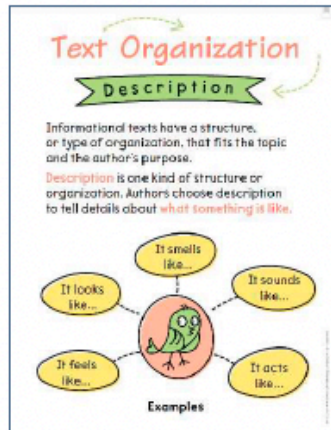 Text Organization
Description
Informational texts have a structure,
or type of organization, that fits the topic
and the author's purpose.
Description is one kind of structure or
organization. Authors choose description
to tell details about what something is like.
It smells
like...
It looks
like...
It sounds
like...
It feels
like...
It acts
like...
Examples